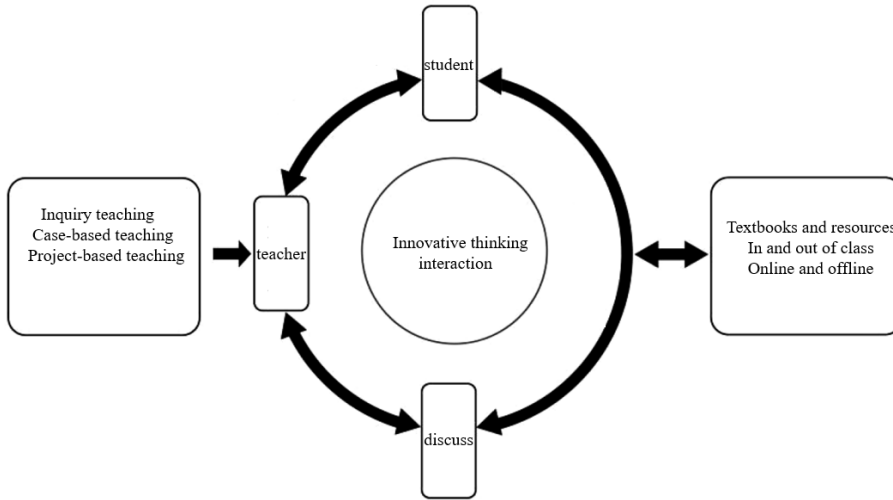 student
Inquiry teaching
Case-based teaching
Project-based teaching
teacher
Innovative thinking
interaction
Textbooks and resources
In and out of class
Online and offline
discuss